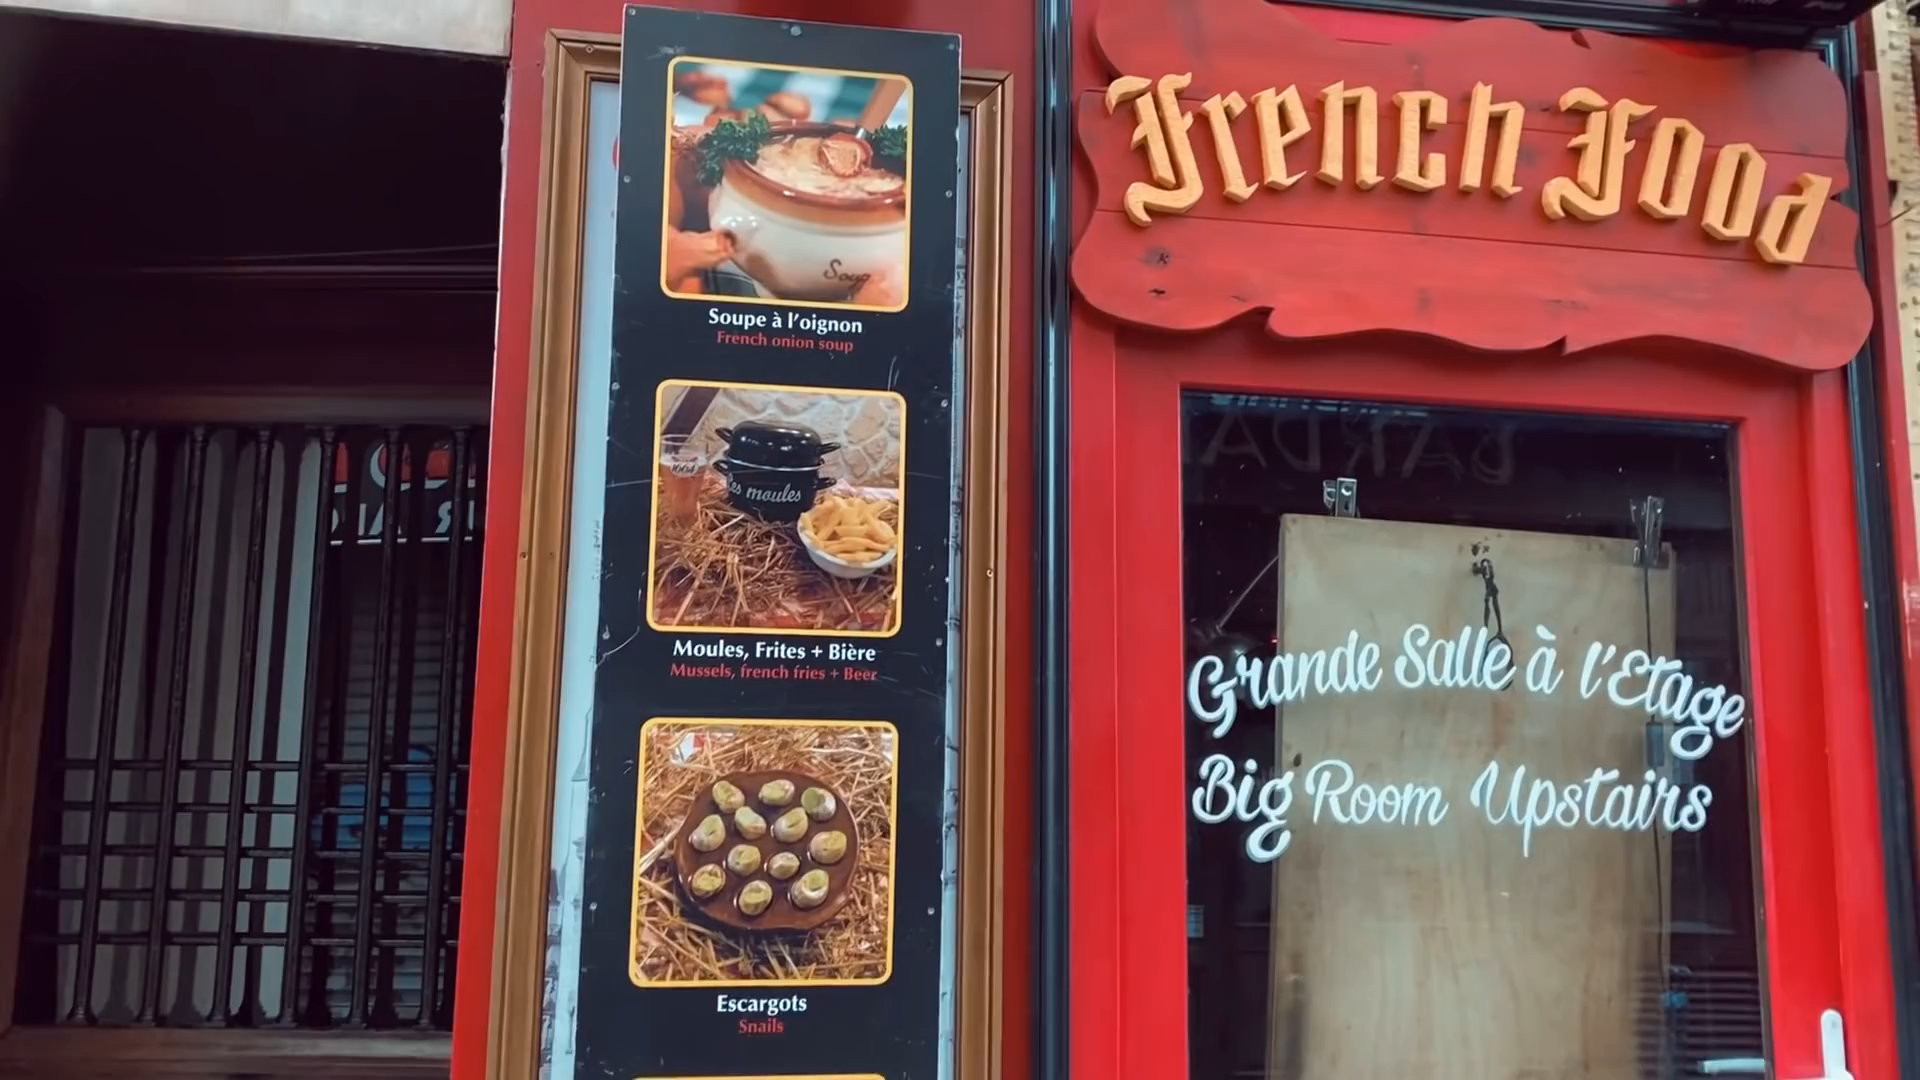 Soup
Soupe à l'oignon
French onion soup
Les moules
Moules, Frites + Bière
Mussels, french fries + Beer
Escargots
Snails
French Food
Grande Salle à l'Etage
Big Room Upstairs